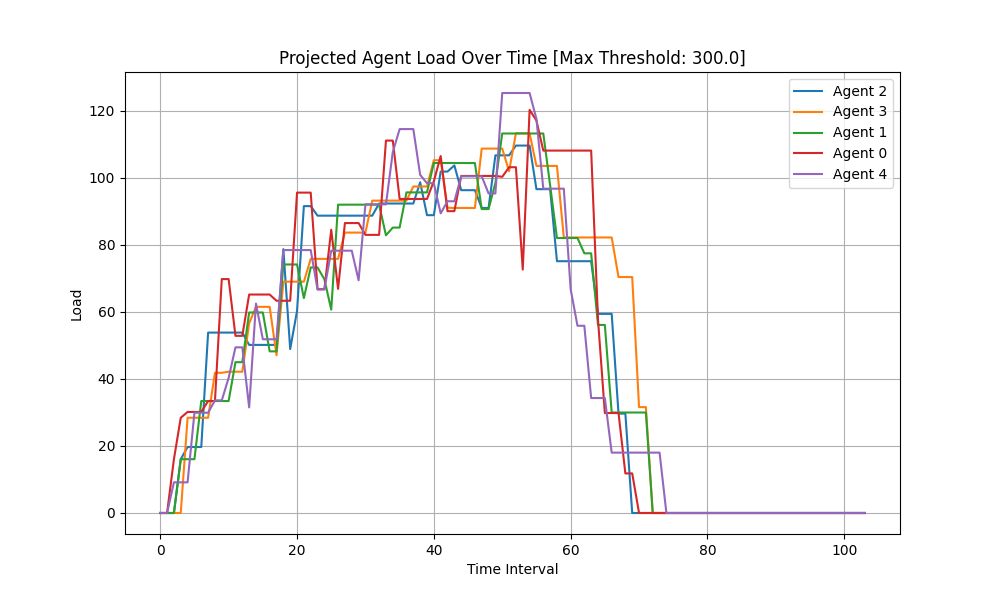 Projected Agent Load Over Time [Max Threshold: 300.0]
Agent 2
Agent 3
Agent 1
Agent 0
Agent 4
Load
120
100
80
60
40
20
0
0 20 40 60 80 100
Time Interval